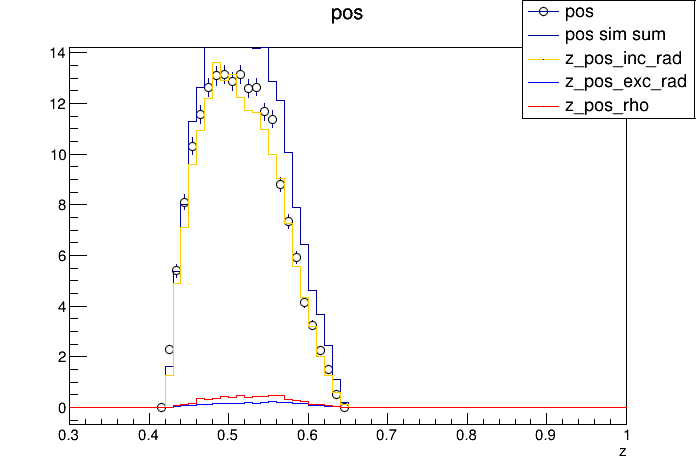 pos
pos
pos sim sum
z_pos_inc_rad
z_pos_exc_rad
z_pos_rho
14
12
10
8
6
4
2
0
0.3 0.4 0.5 0.6 0.7 0.8 0.9 1
z